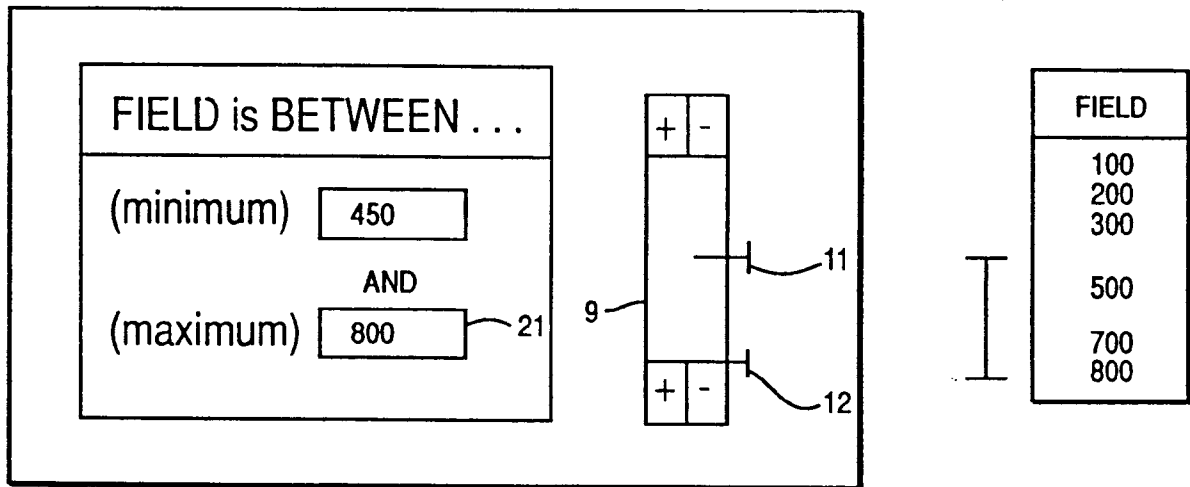 FIELD is BETWEEN . . .
(minimum) 450
AND
(maximum) 800
21
+ -
9
11
+ -
12
FIELD
100
200
300
500
700
800